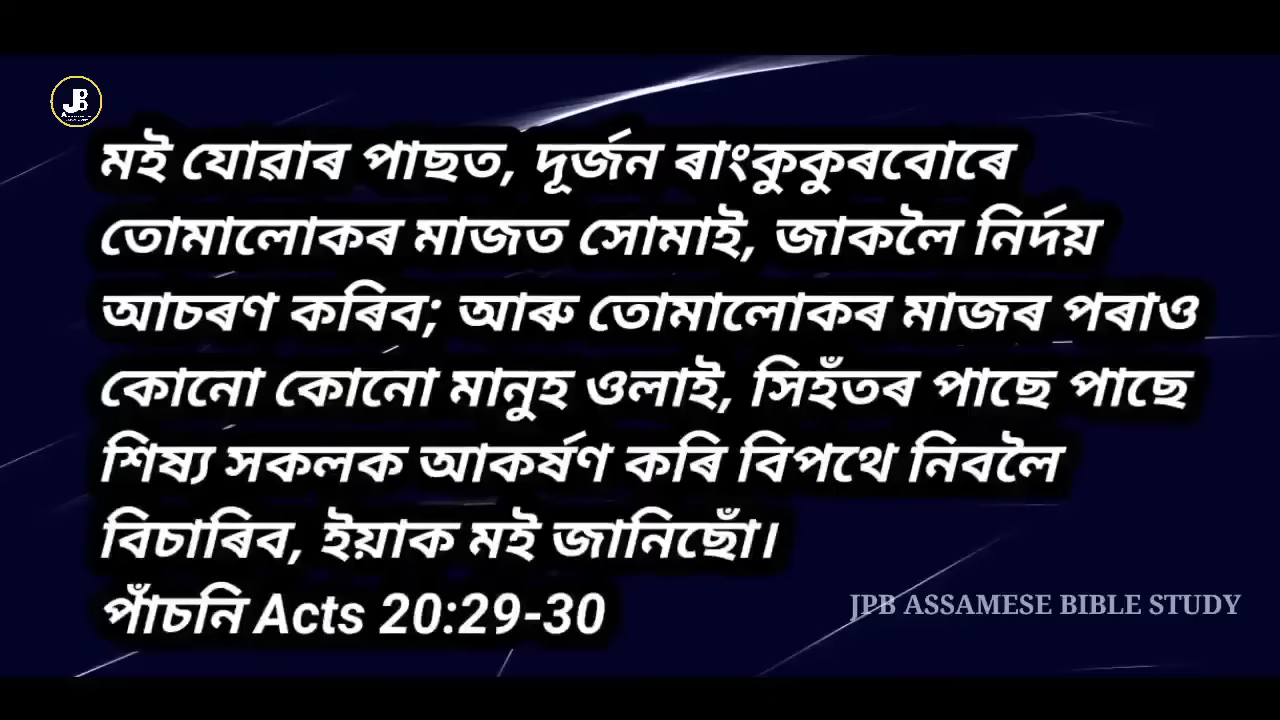 JPB
মই যোৱাৰ পাছত, দূৰ্জন ৰাংকুকুৰবোৰে
তোমালোকৰ মাজত সোমাই, জাকলৈ নিৰ্দয়
আচৰণ কৰিব; আৰু তোমালোকৰ মাজৰ পৰাও
কোনো কোনো মানুহ ওলাই, সিহঁতৰ পাছে পাছে
শিষ্য সকলক আকৰ্ষণ কৰি বিপথে নিবলৈ
বিচাৰিব, ইয়াক মই জানিছোঁ।
পাঁচনি Acts 20:29-30
JPB ASSAMESE BIBLE STUDY